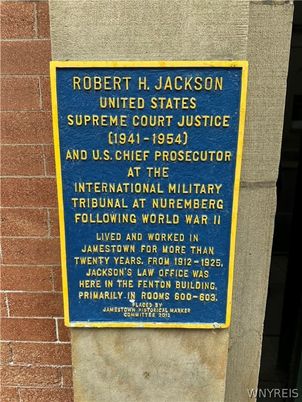 ROBERT H. JACKSON
UNITED STATES
SUPREME COURT JUSTICE
(1941-1954)
AND U.S. CHIEF PROSECUTOR
AT THE
INTERNATIONAL MILITARY
TRIBUNAL AT NUREMBERG
FOLLOWING WORLD WAR II
LIVED AND WORKED IN
JAMESTOWN FOR MORE THAN
TWENTY YEARS. FROM 1912-1925,
JACKSON'S LAW OFFICE WAS
HERE IN THE FENTON BUILDING,
PRIMARILY IN ROOMS 600-603.
PLACED BY
JAMESTOWN HISTORICAL MARKER
COMMITTEE, 2012
WNYREIS